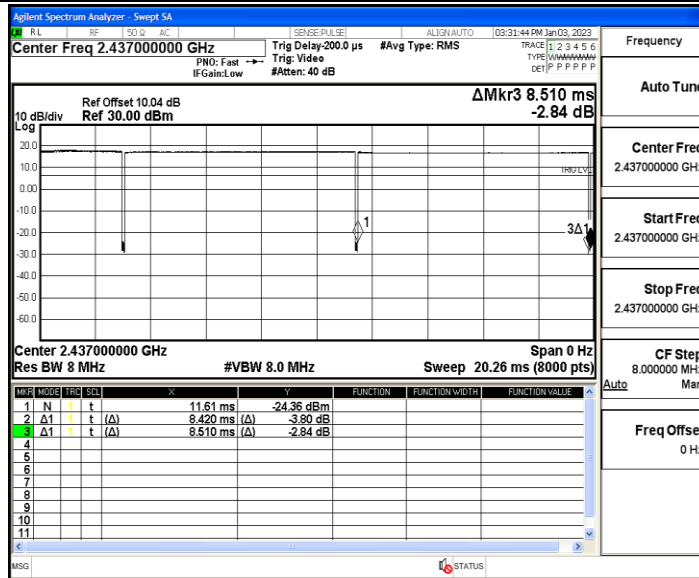 Agilent Spectrum Analyzer - Swept SA
RL RF 50 Ω AC SENSE:PULSE ALIGN AUTO 03:31:44 PM Jan 03, 2023
Center Freq 2.437000000 GHz Trig Delay-200.0 µs #Avg Type: RMS TRACE 1 2 3 4 5 6
PNO: Fast Trig: Video TYPE WWWWWW
IFGain:Low #Atten: 40 dB DET P P P P P P
Frequency
Auto Tune
ΔMkr3 8.510 ms
Ref Offset 10.04 dB
10 dB/div Ref 30.00 dBm -2.84 dB
Log
20.0
10.0
TRIG LVL
0.00
-10.0
1
3Δ1
-20.0
-30.0
-40.0
-50.0
-60.0
Center 2.437000000 GHz Span 0 Hz
Res BW 8 MHz #VBW 8.0 MHz Sweep 20.26 ms (8000 pts)
MKR MODE TRC SCL X Y FUNCTION FUNCTION WIDTH FUNCTION VALUE
1 N 1 t 11.61 ms -24.36 dBm
2 Δ1 1 t (Δ) 8.420 ms (Δ) -3.80 dB
3 Δ1 1 t (Δ) 8.510 ms (Δ) -2.84 dB
4
5
6
7
8
9
10
11
MSG STATUS
Center Freq
2.437000000 GHz
Start Freq
2.437000000 GHz
Stop Freq
2.437000000 GHz
CF Step
8.000000 MHz
Auto Man
Freq Offset
0 Hz